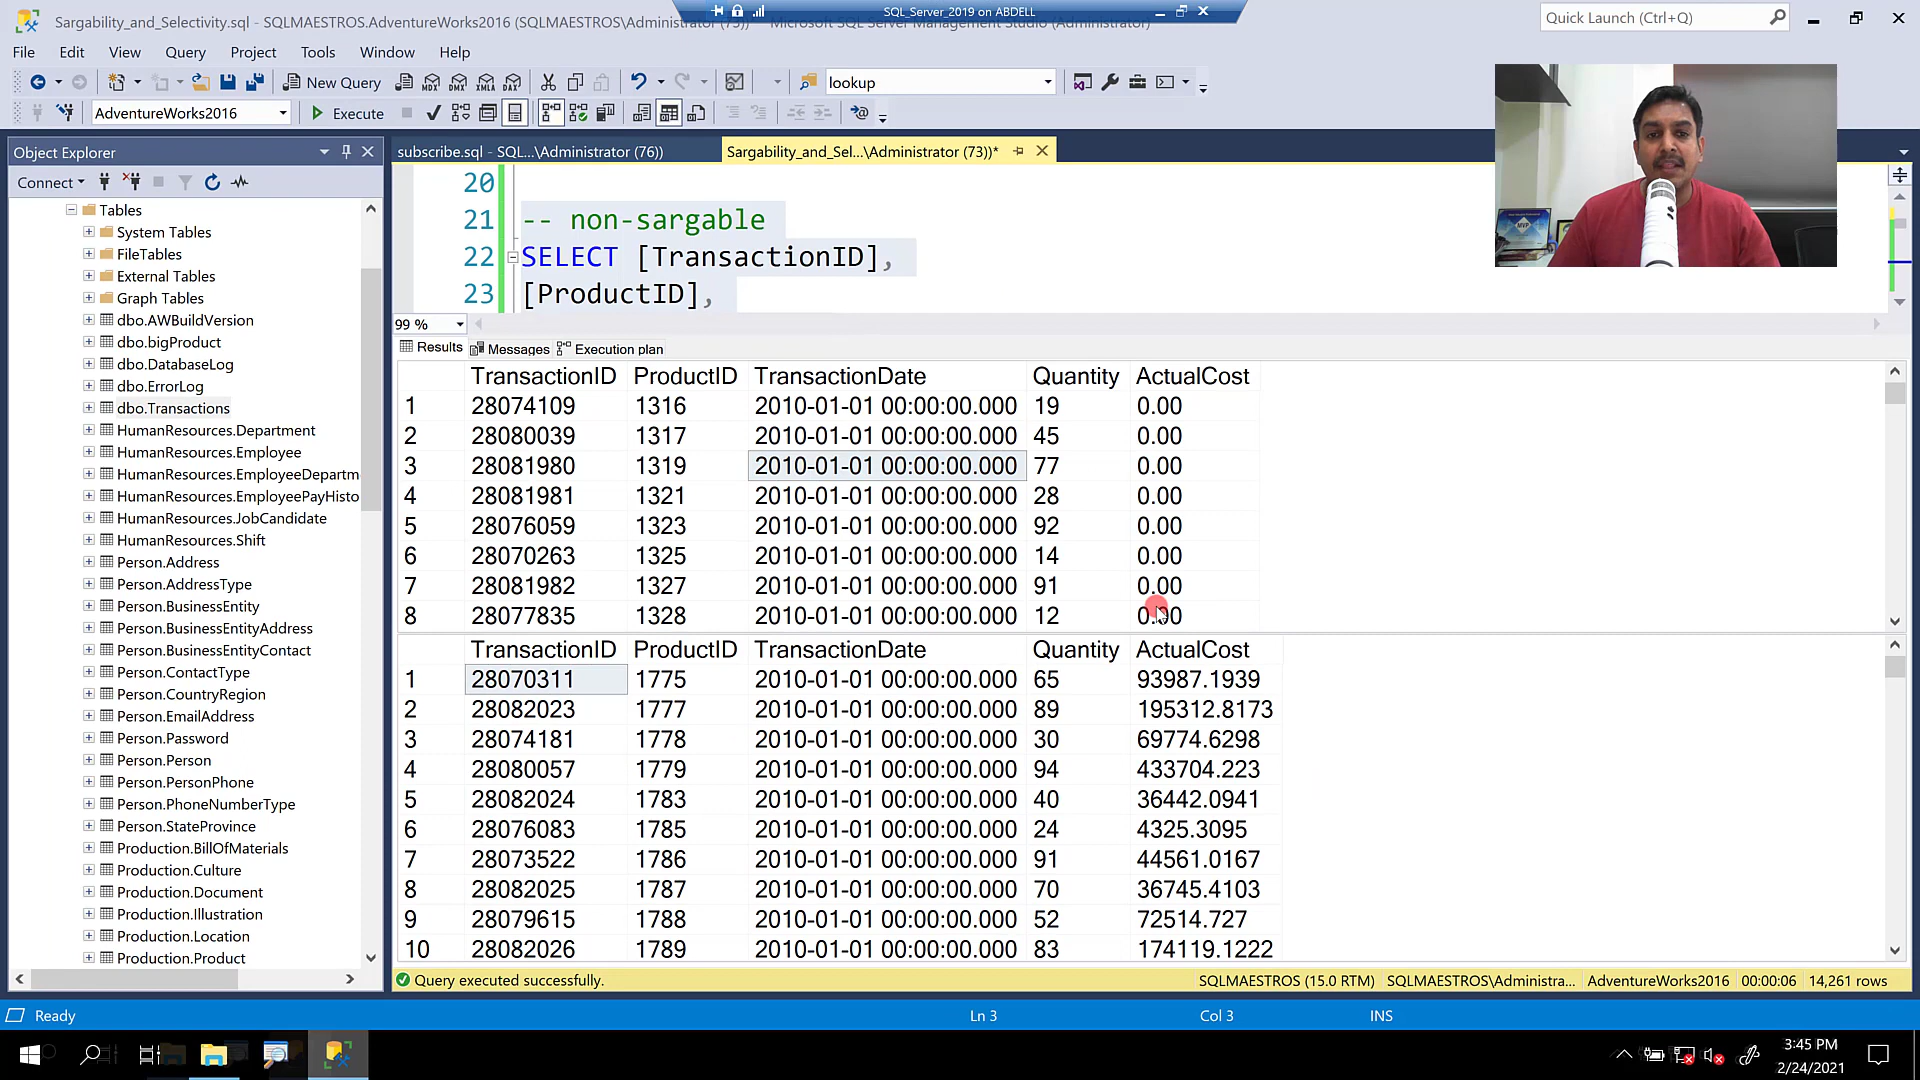 Sargability_and_Selectivity.sql - SQLMAESTROS.AdventureWorks2016 (SQLMAESTROS\Administrator (73))* - Microsoft SQL Server Management Studio (Administrator)
SQL_Server_2019 on ABDELL
Quick Launch (Ctrl+Q)
File Edit View Query Project Tools Window Help
New Query
MDX DMX XMLA DAX
lookup
AdventureWorks2016
Execute
Object Explorer
subscribe.sql - SQL...\Administrator (76))
Sargability_and_Sel...\Administrator (73))*
Connect
Tables
System Tables
FileTables
External Tables
Graph Tables
dbo.AWBuildVersion
dbo.bigProduct
dbo.DatabaseLog
dbo.ErrorLog
dbo.Transactions
HumanResources.Department
HumanResources.Employee
HumanResources.EmployeeDepartm
HumanResources.EmployeePayHisto
HumanResources.JobCandidate
HumanResources.Shift
Person.Address
Person.AddressType
Person.BusinessEntity
Person.BusinessEntityAddress
Person.BusinessEntityContact
Person.ContactType
Person.CountryRegion
Person.EmailAddress
Person.Password
Person.Person
Person.PersonPhone
Person.PhoneNumberType
Person.StateProvince
Production.BillOfMaterials
Production.Culture
Production.Document
Production.Illustration
Production.Location
Production.Product
20
21 -- non-sargable
22 SELECT [TransactionID],
23 [ProductID],
99 %
Results Messages Execution plan
TransactionID ProductID TransactionDate Quantity ActualCost
1 28074109 1316 2010-01-01 00:00:00.000 19 0.00
2 28080039 1317 2010-01-01 00:00:00.000 45 0.00
3 28081980 1319 2010-01-01 00:00:00.000 77 0.00
4 28081981 1321 2010-01-01 00:00:00.000 28 0.00
5 28076059 1323 2010-01-01 00:00:00.000 92 0.00
6 28070263 1325 2010-01-01 00:00:00.000 14 0.00
7 28081982 1327 2010-01-01 00:00:00.000 91 0.00
8 28077835 1328 2010-01-01 00:00:00.000 12 0.00
TransactionID ProductID TransactionDate Quantity ActualCost
1 28070311 1775 2010-01-01 00:00:00.000 65 93987.1939
2 28082023 1777 2010-01-01 00:00:00.000 89 195312.8173
3 28074181 1778 2010-01-01 00:00:00.000 30 69774.6298
4 28080057 1779 2010-01-01 00:00:00.000 94 433704.223
5 28082024 1783 2010-01-01 00:00:00.000 40 36442.0941
6 28076083 1785 2010-01-01 00:00:00.000 24 4325.3095
7 28073522 1786 2010-01-01 00:00:00.000 91 44561.0167
8 28082025 1787 2010-01-01 00:00:00.000 70 36745.4103
9 28079615 1788 2010-01-01 00:00:00.000 52 72514.727
10 28082026 1789 2010-01-01 00:00:00.000 83 174119.1222
Query executed successfully.
SQLMAESTROS (15.0 RTM) SQLMAESTROS\Administra... AdventureWorks2016 00:00:06 14,261 rows
Ready Ln 3 Col 3 INS
3:45 PM
2/24/2021